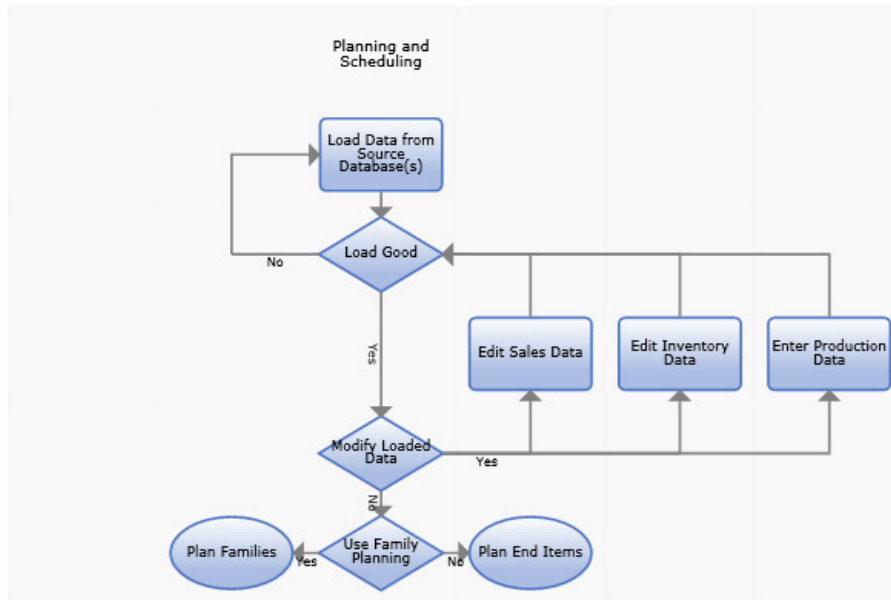 Planning and
Scheduling
Load Data from
Source
Database(s)
Load Good
No
Yes
Edit Sales Data
Edit Inventory
Data
Enter Production
Data
Modify Loaded
Data
Yes
No
Plan Families
Yes
Use Family
Planning
No
Plan End Items